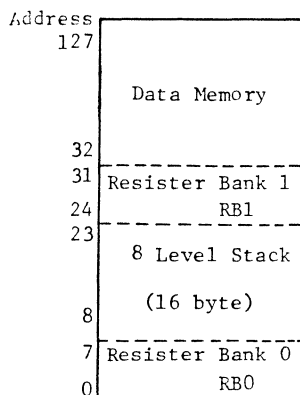 Address
127
Data Memory
32
31
Resister Bank 1
24
RB1
23
8 Level Stack
(16 byte)
8
7
Resister Bank 0
0
RB0